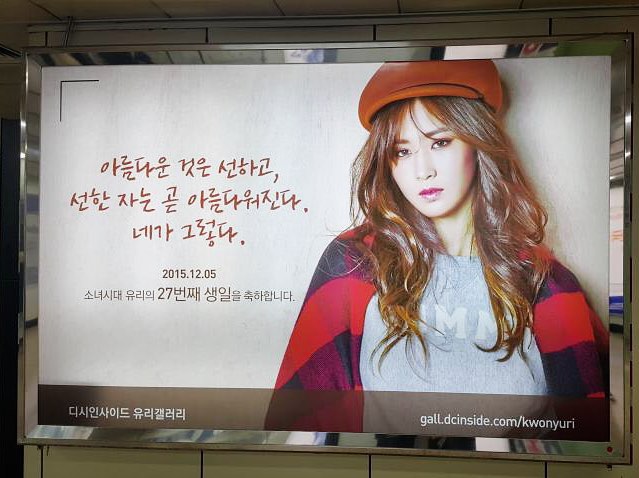 아름다운 것은 선하고,
선한 자는 곧 아름다워진다.
네가 그렇다.
2015.12.05
소녀시대 유리의 27번째 생일을 축하합니다.
디시인사이드 유리갤러리
gall.dcinside.com/kwonyuri